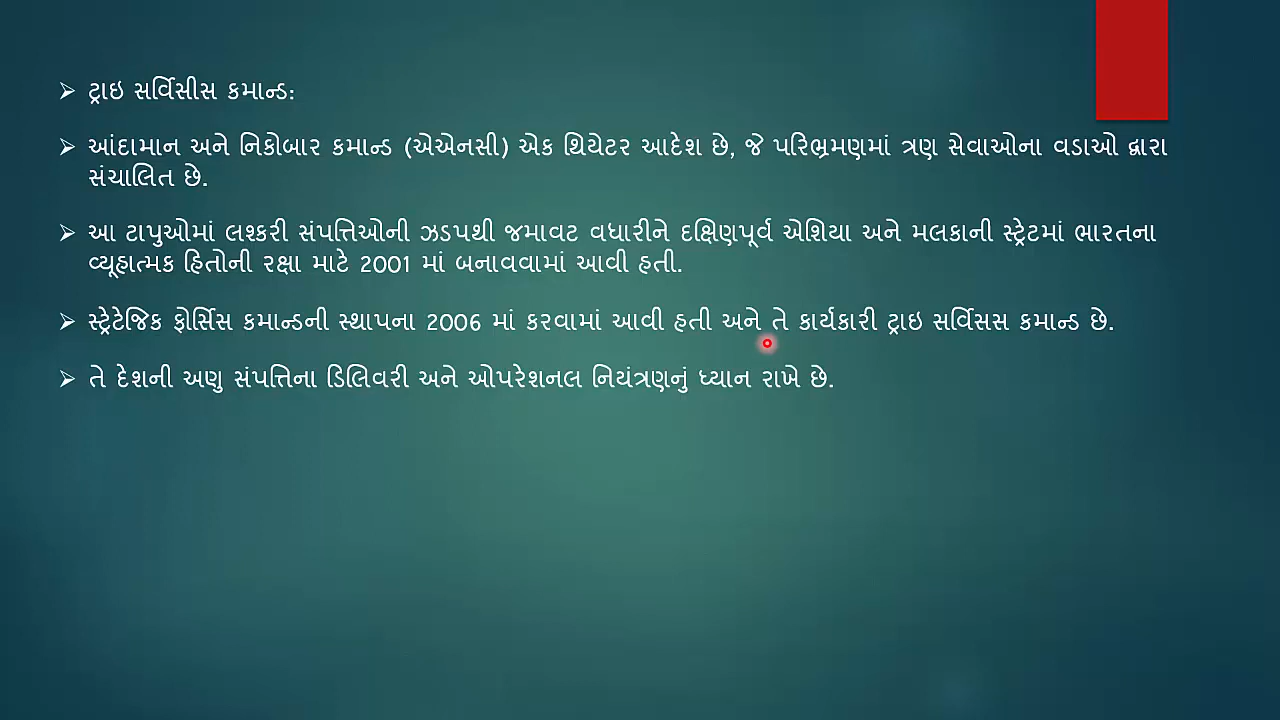 ટ્રાઇ સર્વિસીસ કમાન્ડ:
આંદામાન અને નિકોબાર કમાન્ડ (એએનસી) એક થિયેટર આદેશ છે, જે પરિભ્રમણમાં ત્રણ સેવાઓના વડાઓ દ્વારા
સંચાલિત છે.
આ ટાપુઓમાં લશ્કરી સંપત્તિઓની ઝડપથી જમાવટ વધારીને દક્ષિણપૂર્વ એશિયા અને મલકાની સ્ટ્રેટમાં ભારતના
વ્યૂહાત્મક હિતોની રક્ષા માટે 2001 માં બનાવવામાં આવી હતી.
સ્ટ્રેટેજિક ફોર્સિસ કમાન્ડની સ્થાપના 2006 માં કરવામાં આવી હતી અને તે કાર્યકારી ટ્રાઇ સર્વિસસ કમાન્ડ છે.
તે દેશની અણુ સંપત્તિના ડિલિવરી અને ઓપરેશનલ નિયંત્રણનું ધ્યાન રાખે છે.